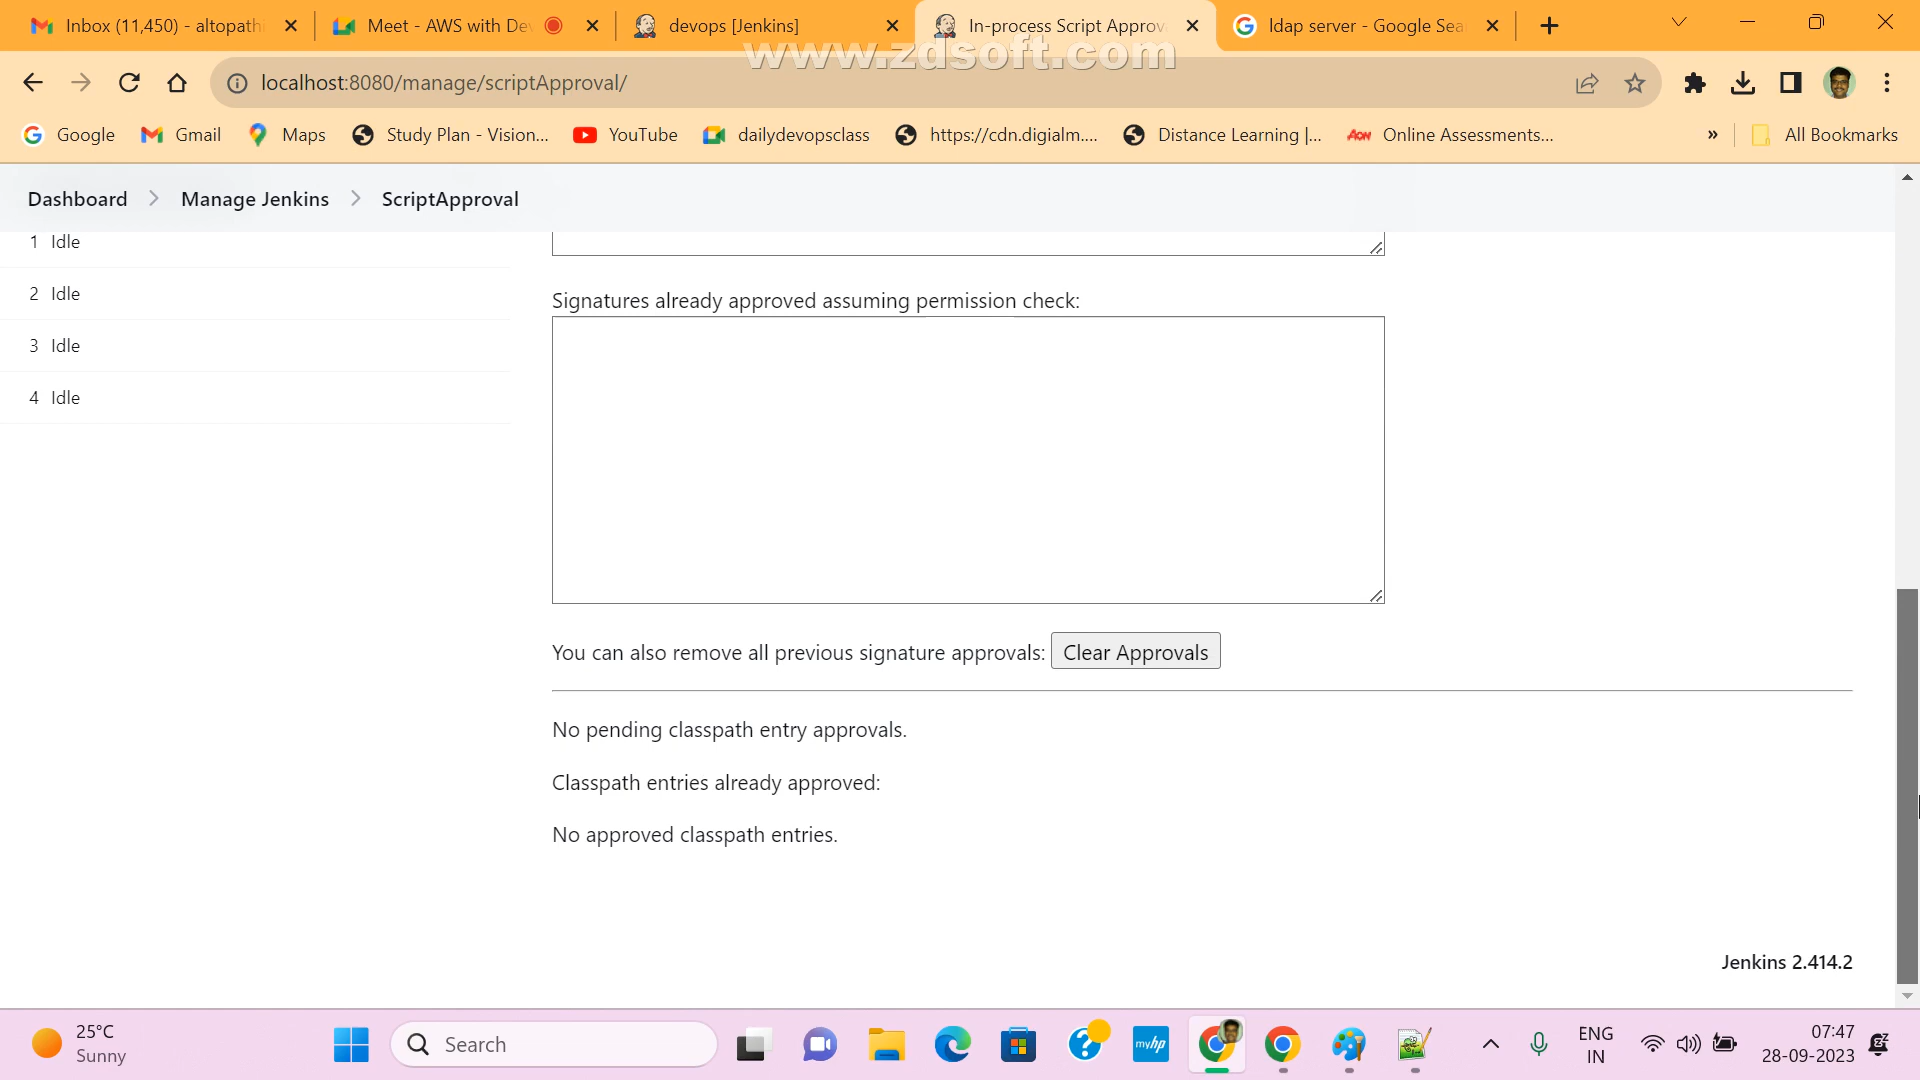 Inbox (11,450) - altopath
Meet - AWS with De
devops [Jenkins]
In-process Script Approv
ldap server - Google Sea
www.zdsoft.com
localhost:8080/manage/scriptApproval/
Google
Gmail
Maps
Study Plan - Vision...
YouTube
dailydevopsclass
https://cdn.digialm....
Distance Learning |...
AON
Online Assessments...
»
All Bookmarks
Dashboard
Manage Jenkins
ScriptApproval
1 Idle
2 Idle
3 Idle
4 Idle
Signatures already approved assuming permission check:
You can also remove all previous signature approvals:
Clear Approvals
No pending classpath entry approvals.
Classpath entries already approved:
No approved classpath entries.
Jenkins 2.414.2
25°C
Sunny
Search
myhp
ENG
IN
07:47
28-09-2023